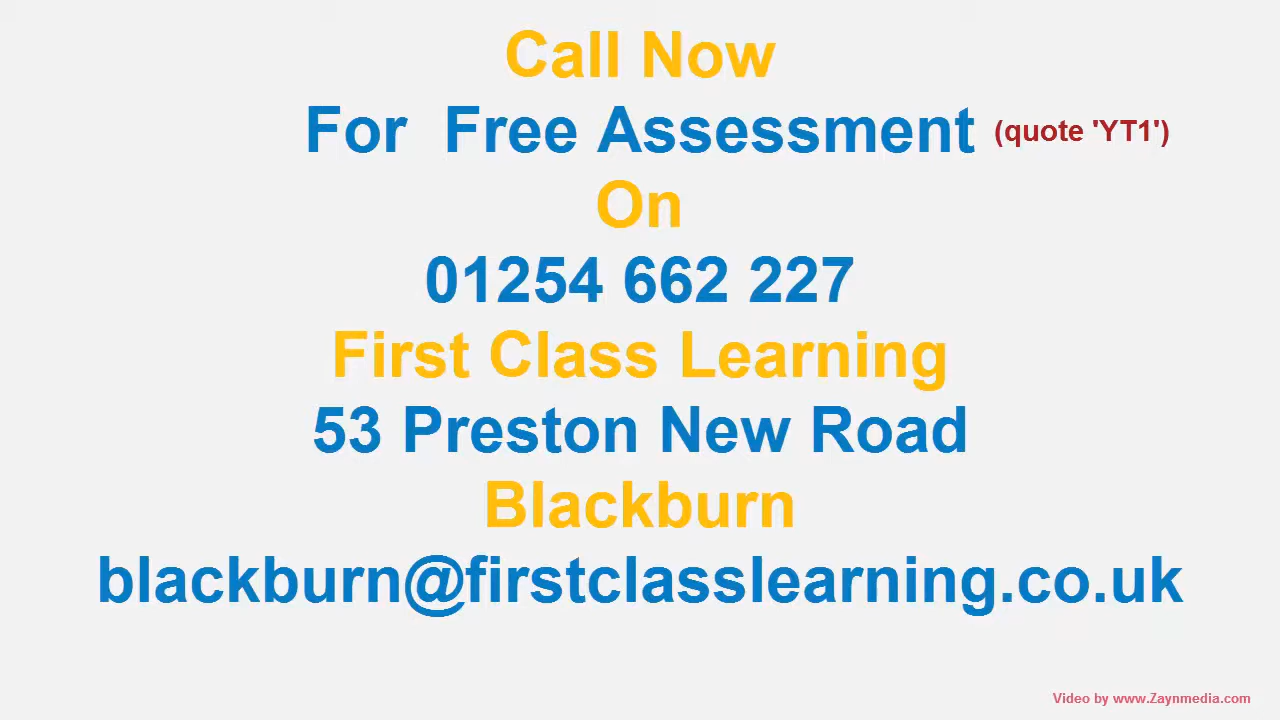 Call Now
For  Free Assessment (quote 'YT1')
On
01254 662 227
First Class Learning
53 Preston New Road
Blackburn
blackburn@firstclasslearning.co.uk
Video by www.Zaynmedia.com